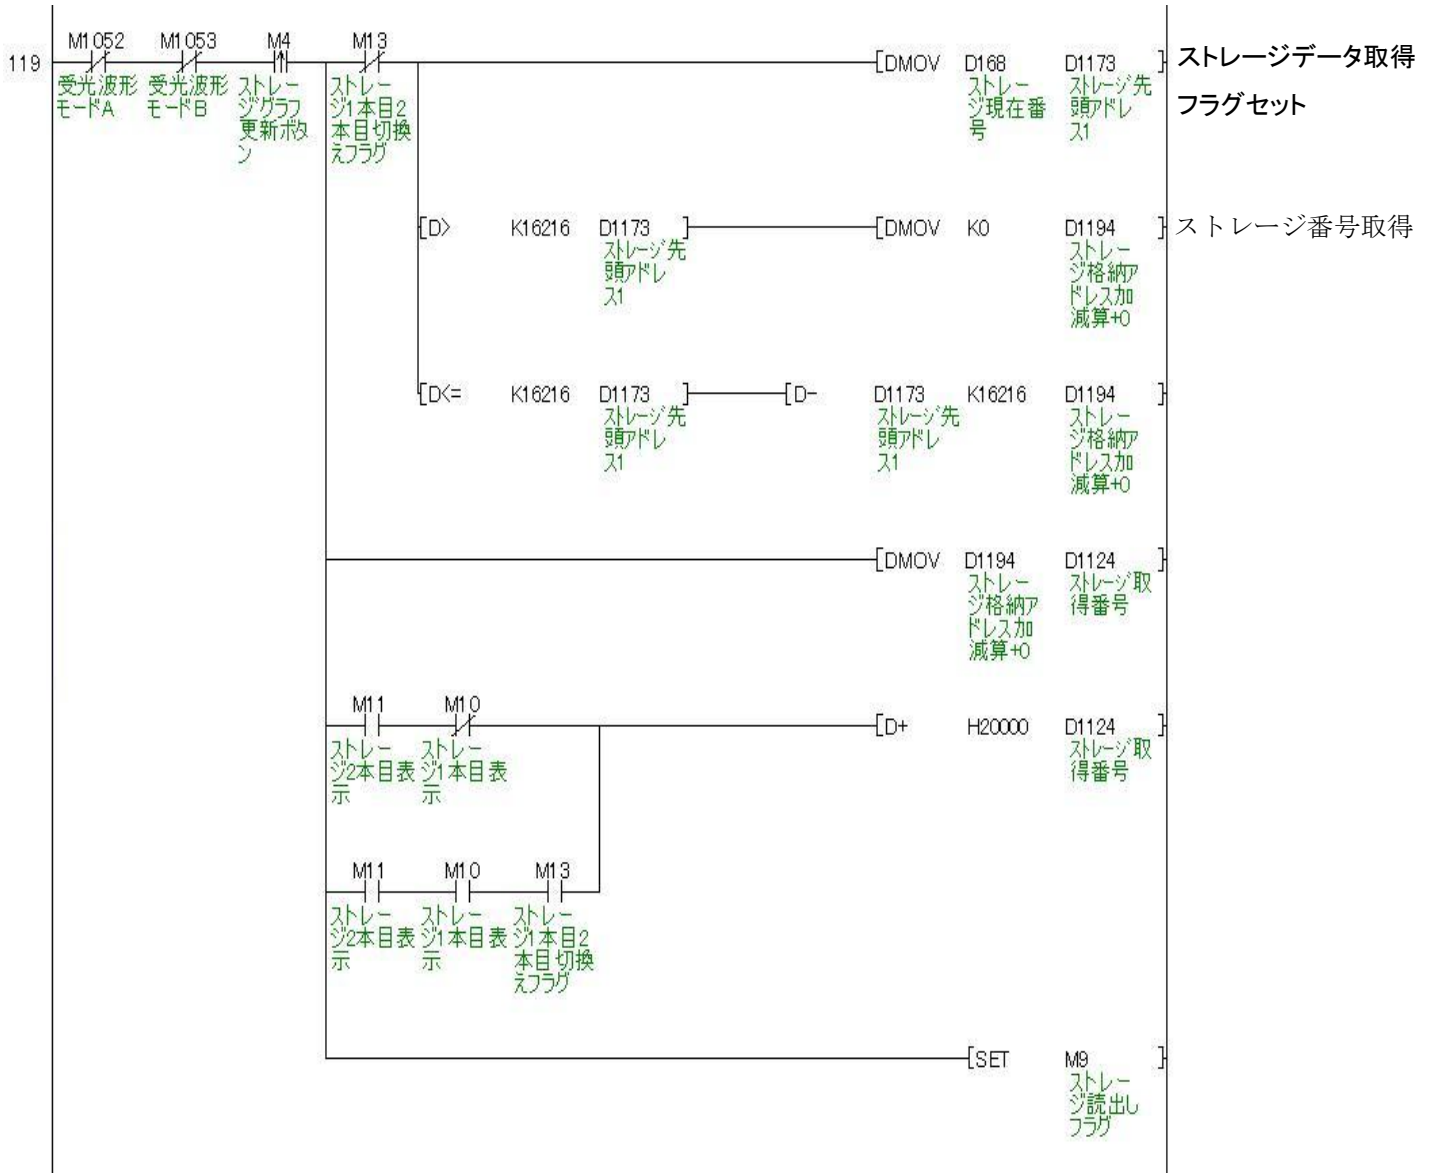 M1052 M1053 M4 M13
119 [DMOV D168 D1173 ] ストレージデータ取得
受光波形 受光波形 ストレー ストレー ストレー ストレージ先
モードA モードB ジグラフ ジ1本目2 ジ現在番 頭アドレ フラグセット
更新ボタ 本目切換 号 ス1
ン えフラグ
[D> K16216 D1173 ] [DMOV K0 D1194 ] ストレージ番号取得
ストレージ先 ストレー
頭アドレ ジ格納ア
ス1 ドレス加
減算+0
[D<= K16216 D1173 ] [D- D1173 K16216 D1194 ]
ストレージ先 ストレージ先 ストレー
頭アドレ 頭アドレ ジ格納ア
ス1 ス1 ドレス加
減算+0
[DMOV D1194 D1124 ]
ストレー ストレージ取
ジ格納ア 得番号
ドレス加
減算+0
M11 M10
[D+ H20000 D1124 ]
ストレー ストレー ストレージ取
ジ2本目表 ジ1本目表 得番号
示 示
M11 M10 M13
ストレー ストレー ストレー
ジ2本目表 ジ1本目表 ジ1本目2
示 示 本目切換
えフラグ
[SET M9 ]
ストレー
ジ読出し
フラグ